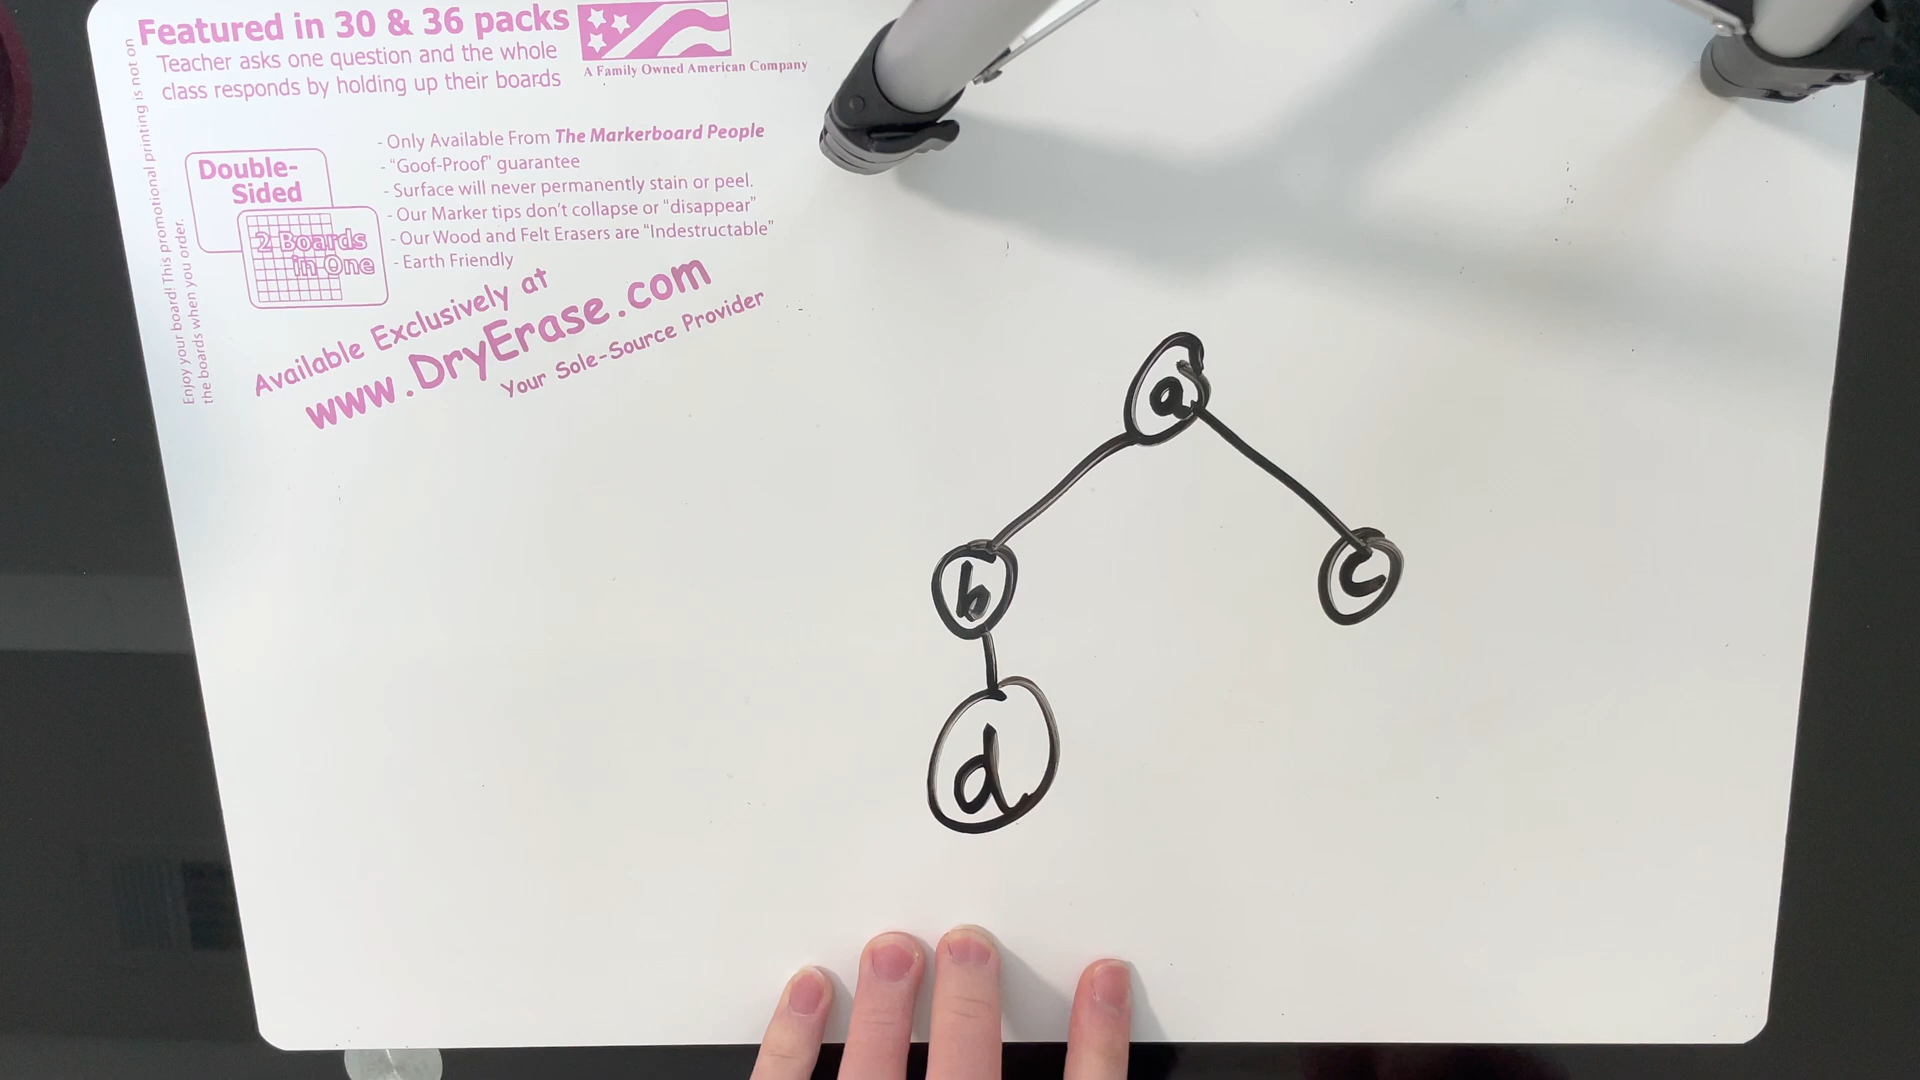 Featured in 30 & 36 packs
Teacher asks one question and the whole
class responds by holding up their boards
A Family Owned American Company
Enjoy your board! This promotional printing is not on
the boards when you order.
Double-
Sided
2 Boards
in One
- Only Available From The Markerboard People
- “Goof-Proof” guarantee
- Surface will never permanently stain or peel.
- Our Marker tips don’t collapse or “disappear”
- Our Wood and Felt Erasers are “Indestructable”
- Earth Friendly
Available Exclusively at
www.DryErase.com
Your Sole-Source Provider
a
b
c
d